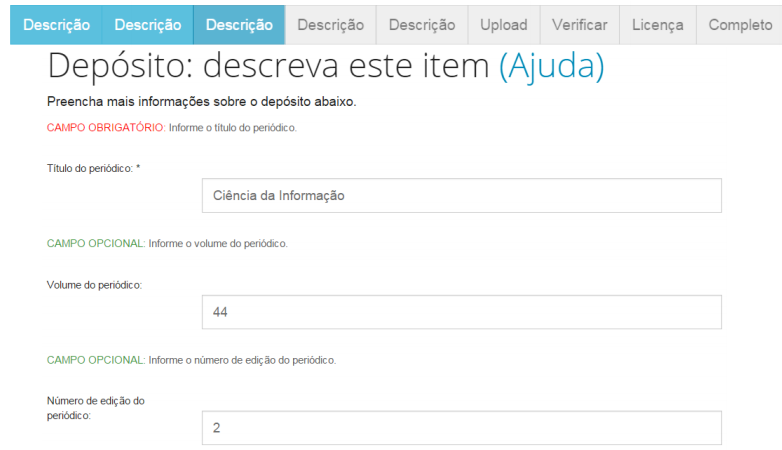 Descrição Descrição Descrição Descrição Descrição Upload Verificar Licença Completo
Depósito: descreva este item (Ajuda)
Preencha mais informações sobre o depósito abaixo.
CAMPO OBRIGATÓRIO: Informe o título do periódico.
Título do periódico: *
Ciência da Informação
CAMPO OPCIONAL: Informe o volume do periódico.
Volume do periódico:
44
CAMPO OPCIONAL: Informe o número de edição do periódico.
Número de edição do
periódico:
2